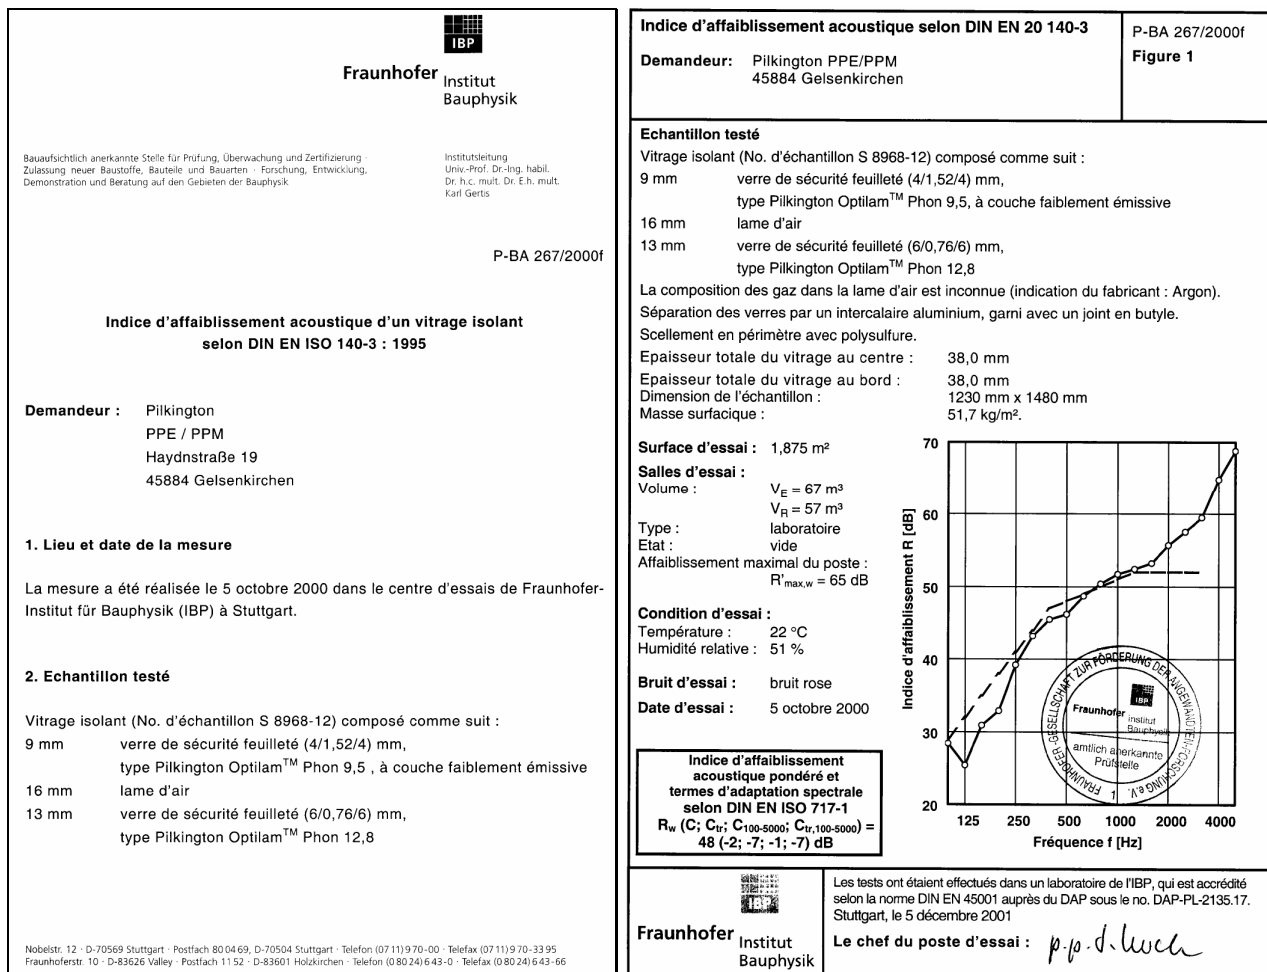 IBP
Fraunhofer Institut
Bauphysik
Bauaufsichtlich anerkannte Stelle für Prüfung, Überwachung und Zertifizierung ·
Zulassung neuer Baustoffe, Bauteile und Bauarten · Forschung, Entwicklung,
Demonstration und Beratung auf den Gebieten der Bauphysik
Institutsleitung
Univ.-Prof. Dr.-Ing. habil.
Dr. h.c. mult. Dr. E.h. mult.
Karl Gertis
P-BA 267/2000f
Indice d'affaiblissement acoustique d'un vitrage isolant
selon DIN EN ISO 140-3 : 1995
Demandeur : Pilkington
PPE / PPM
Haydnstraße 19
45884 Gelsenkirchen
1. Lieu et date de la mesure
La mesure a été réalisée le 5 octobre 2000 dans le centre d'essais de Fraunhofer-
Institut für Bauphysik (IBP) à Stuttgart.
2. Echantillon testé
Vitrage isolant (No. d'échantillon S 8968-12) composé comme suit :
9 mm verre de sécurité feuilleté (4/1,52/4) mm,
type Pilkington Optilam™ Phon 9,5 , à couche faiblement émissive
16 mm lame d'air
13 mm verre de sécurité feuilleté (6/0,76/6) mm,
type Pilkington Optilam™ Phon 12,8
Nobelstr. 12 · D-70569 Stuttgart · Postfach 80 04 69, D-70504 Stuttgart · Telefon (07 11) 9 70-00 · Telefax (07 11) 9 70-33 95
Fraunhoferstr. 10 · D-83626 Valley · Postfach 11 52 · D-83601 Holzkirchen · Telefon (0 80 24) 6 43-0 · Telefax (0 80 24) 6 43-66
Indice d'affaiblissement acoustique selon DIN EN 20 140-3
Demandeur: Pilkington PPE/PPM
45884 Gelsenkirchen
P-BA 267/2000f
Figure 1
Echantillon testé
Vitrage isolant (No. d'échantillon S 8968-12) composé comme suit :
9 mm verre de sécurité feuilleté (4/1,52/4) mm,
type Pilkington Optilam™ Phon 9,5, à couche faiblement émissive
16 mm lame d'air
13 mm verre de sécurité feuilleté (6/0,76/6) mm,
type Pilkington Optilam™ Phon 12,8
La composition des gaz dans la lame d'air est inconnue (indication du fabricant : Argon).
Séparation des verres par un intercalaire aluminium, garni avec un joint en butyle.
Scellement en périmètre avec polysulfure.
Epaisseur totale du vitrage au centre : 38,0 mm
Epaisseur totale du vitrage au bord : 38,0 mm
Dimension de l'échantillon : 1230 mm x 1480 mm
Masse surfacique : 51,7 kg/m².
Surface d'essai : 1,875 m²
Salles d'essai :
Volume : V_E = 67 m³
V_R = 57 m³
Type : laboratoire
Etat : vide
Affaiblissement maximal du poste :
R'max,w = 65 dB
Condition d'essai :
Température : 22 °C
Humidité relative : 51 %
Bruit d'essai : bruit rose
Date d'essai : 5 octobre 2000
Indice d'affaiblissement
acoustique pondéré et
termes d'adaptation spectrale
selon DIN EN ISO 717-1
Rw (C; Ctr; C100-5000; Ctr,100-5000) =
48 (-2; -7; -1; -7) dB
Indice d'affaiblissement R [dB]
70
60
50
40
30
20
125 250 500 1000 2000 4000
Fréquence f [Hz]
FRAUNHOFER-GESELLSCHAFT ZUR FÖRDERUNG DER ANGEWANDTEN FORSCHUNG e.V. 1
IBP
Fraunhofer Institut
Bauphysik
amtlich anerkannte
Prüfstelle
IBP
Fraunhofer Institut
Bauphysik
Les tests ont étaient effectués dans un laboratoire de l'IBP, qui est accrédité
selon la norme DIN EN 45001 auprès du DAP sous le no. DAP-PL-2135.17.
Stuttgart, le 5 décembre 2001
Le chef du poste d'essai :